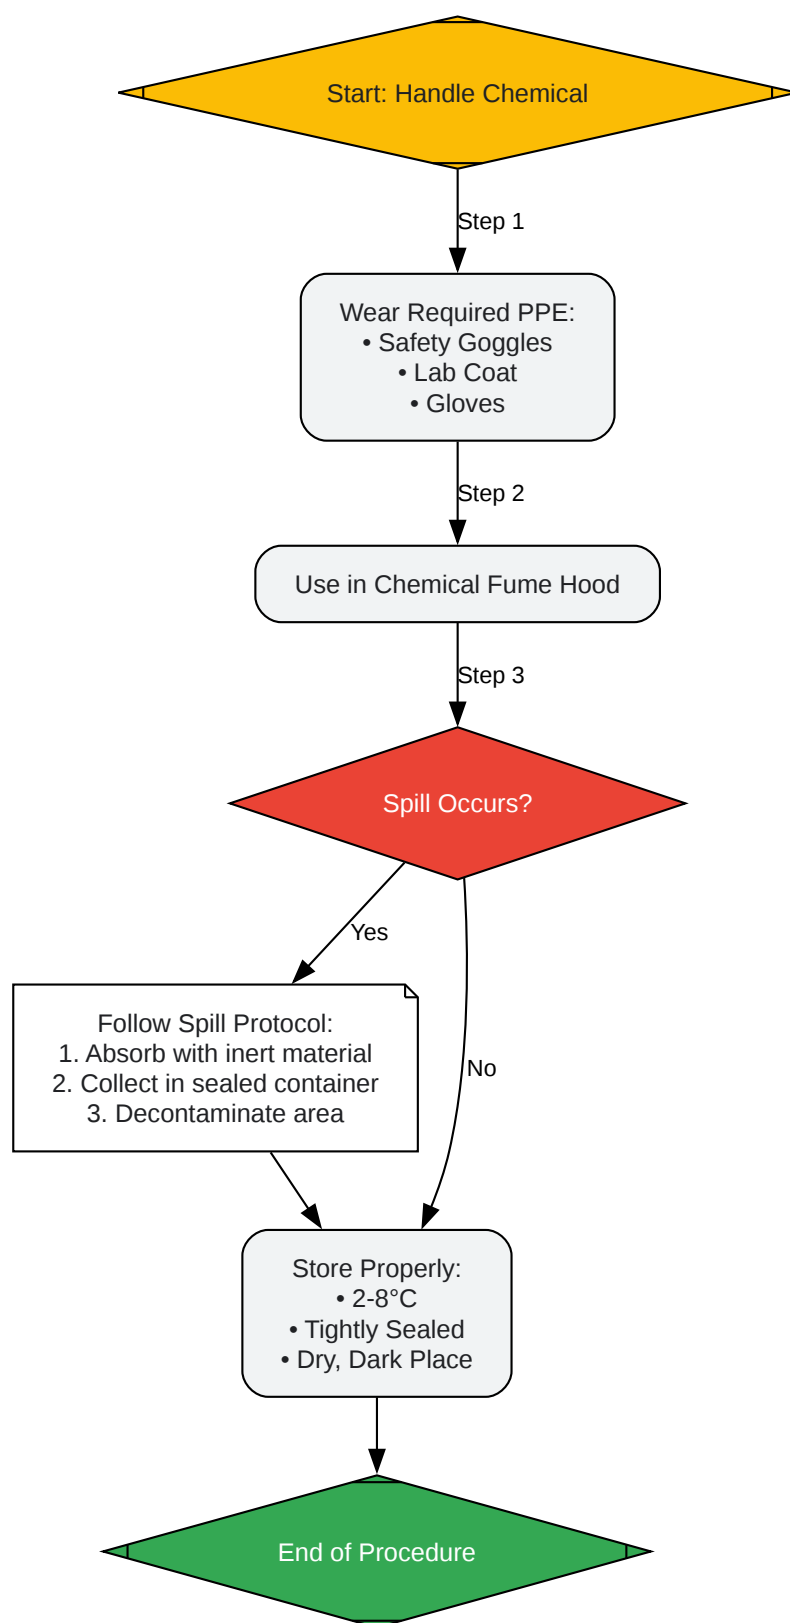 Start: Handle Chemical
Step 1
Wear Required PPE:
• Safety Goggles
• Lab Coat
• Gloves
Step 2
Use in Chemical Fume Hood
Step 3
Spill Occurs?
Yes
Follow Spill Protocol:
1. Absorb with inert material
2. Collect in sealed container
3. Decontaminate area
No
Store Properly:
• 2-8°C
• Tightly Sealed
• Dry, Dark Place
End of Procedure